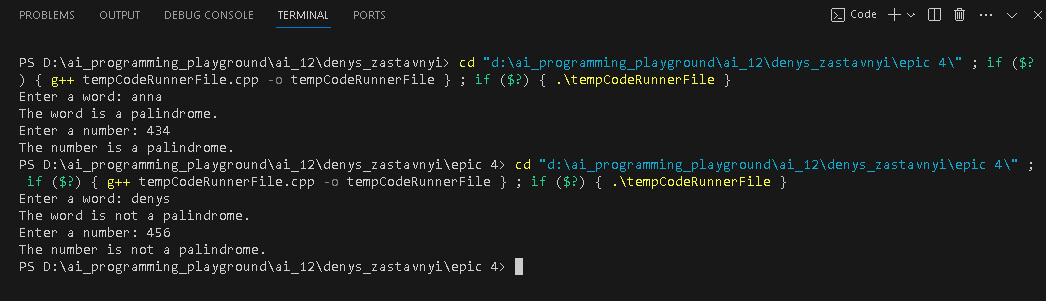 PROBLEMS OUTPUT DEBUG CONSOLE TERMINAL PORTS Code
PS D:\ai_programming_playground\ai_12\denys_zastavnyi> cd "d:\ai_programming_playground\ai_12\denys_zastavnyi\epic 4\" ; if ($?
) { g++ tempCodeRunnerFile.cpp -o tempCodeRunnerFile } ; if ($?) { .\tempCodeRunnerFile }
Enter a word: anna
The word is a palindrome.
Enter a number: 434
The number is a palindrome.
PS D:\ai_programming_playground\ai_12\denys_zastavnyi\epic 4> cd "d:\ai_programming_playground\ai_12\denys_zastavnyi\epic 4\" ;
if ($?) { g++ tempCodeRunnerFile.cpp -o tempCodeRunnerFile } ; if ($?) { .\tempCodeRunnerFile }
Enter a word: denys
The word is not a palindrome.
Enter a number: 456
The number is not a palindrome.
PS D:\ai_programming_playground\ai_12\denys_zastavnyi\epic 4>